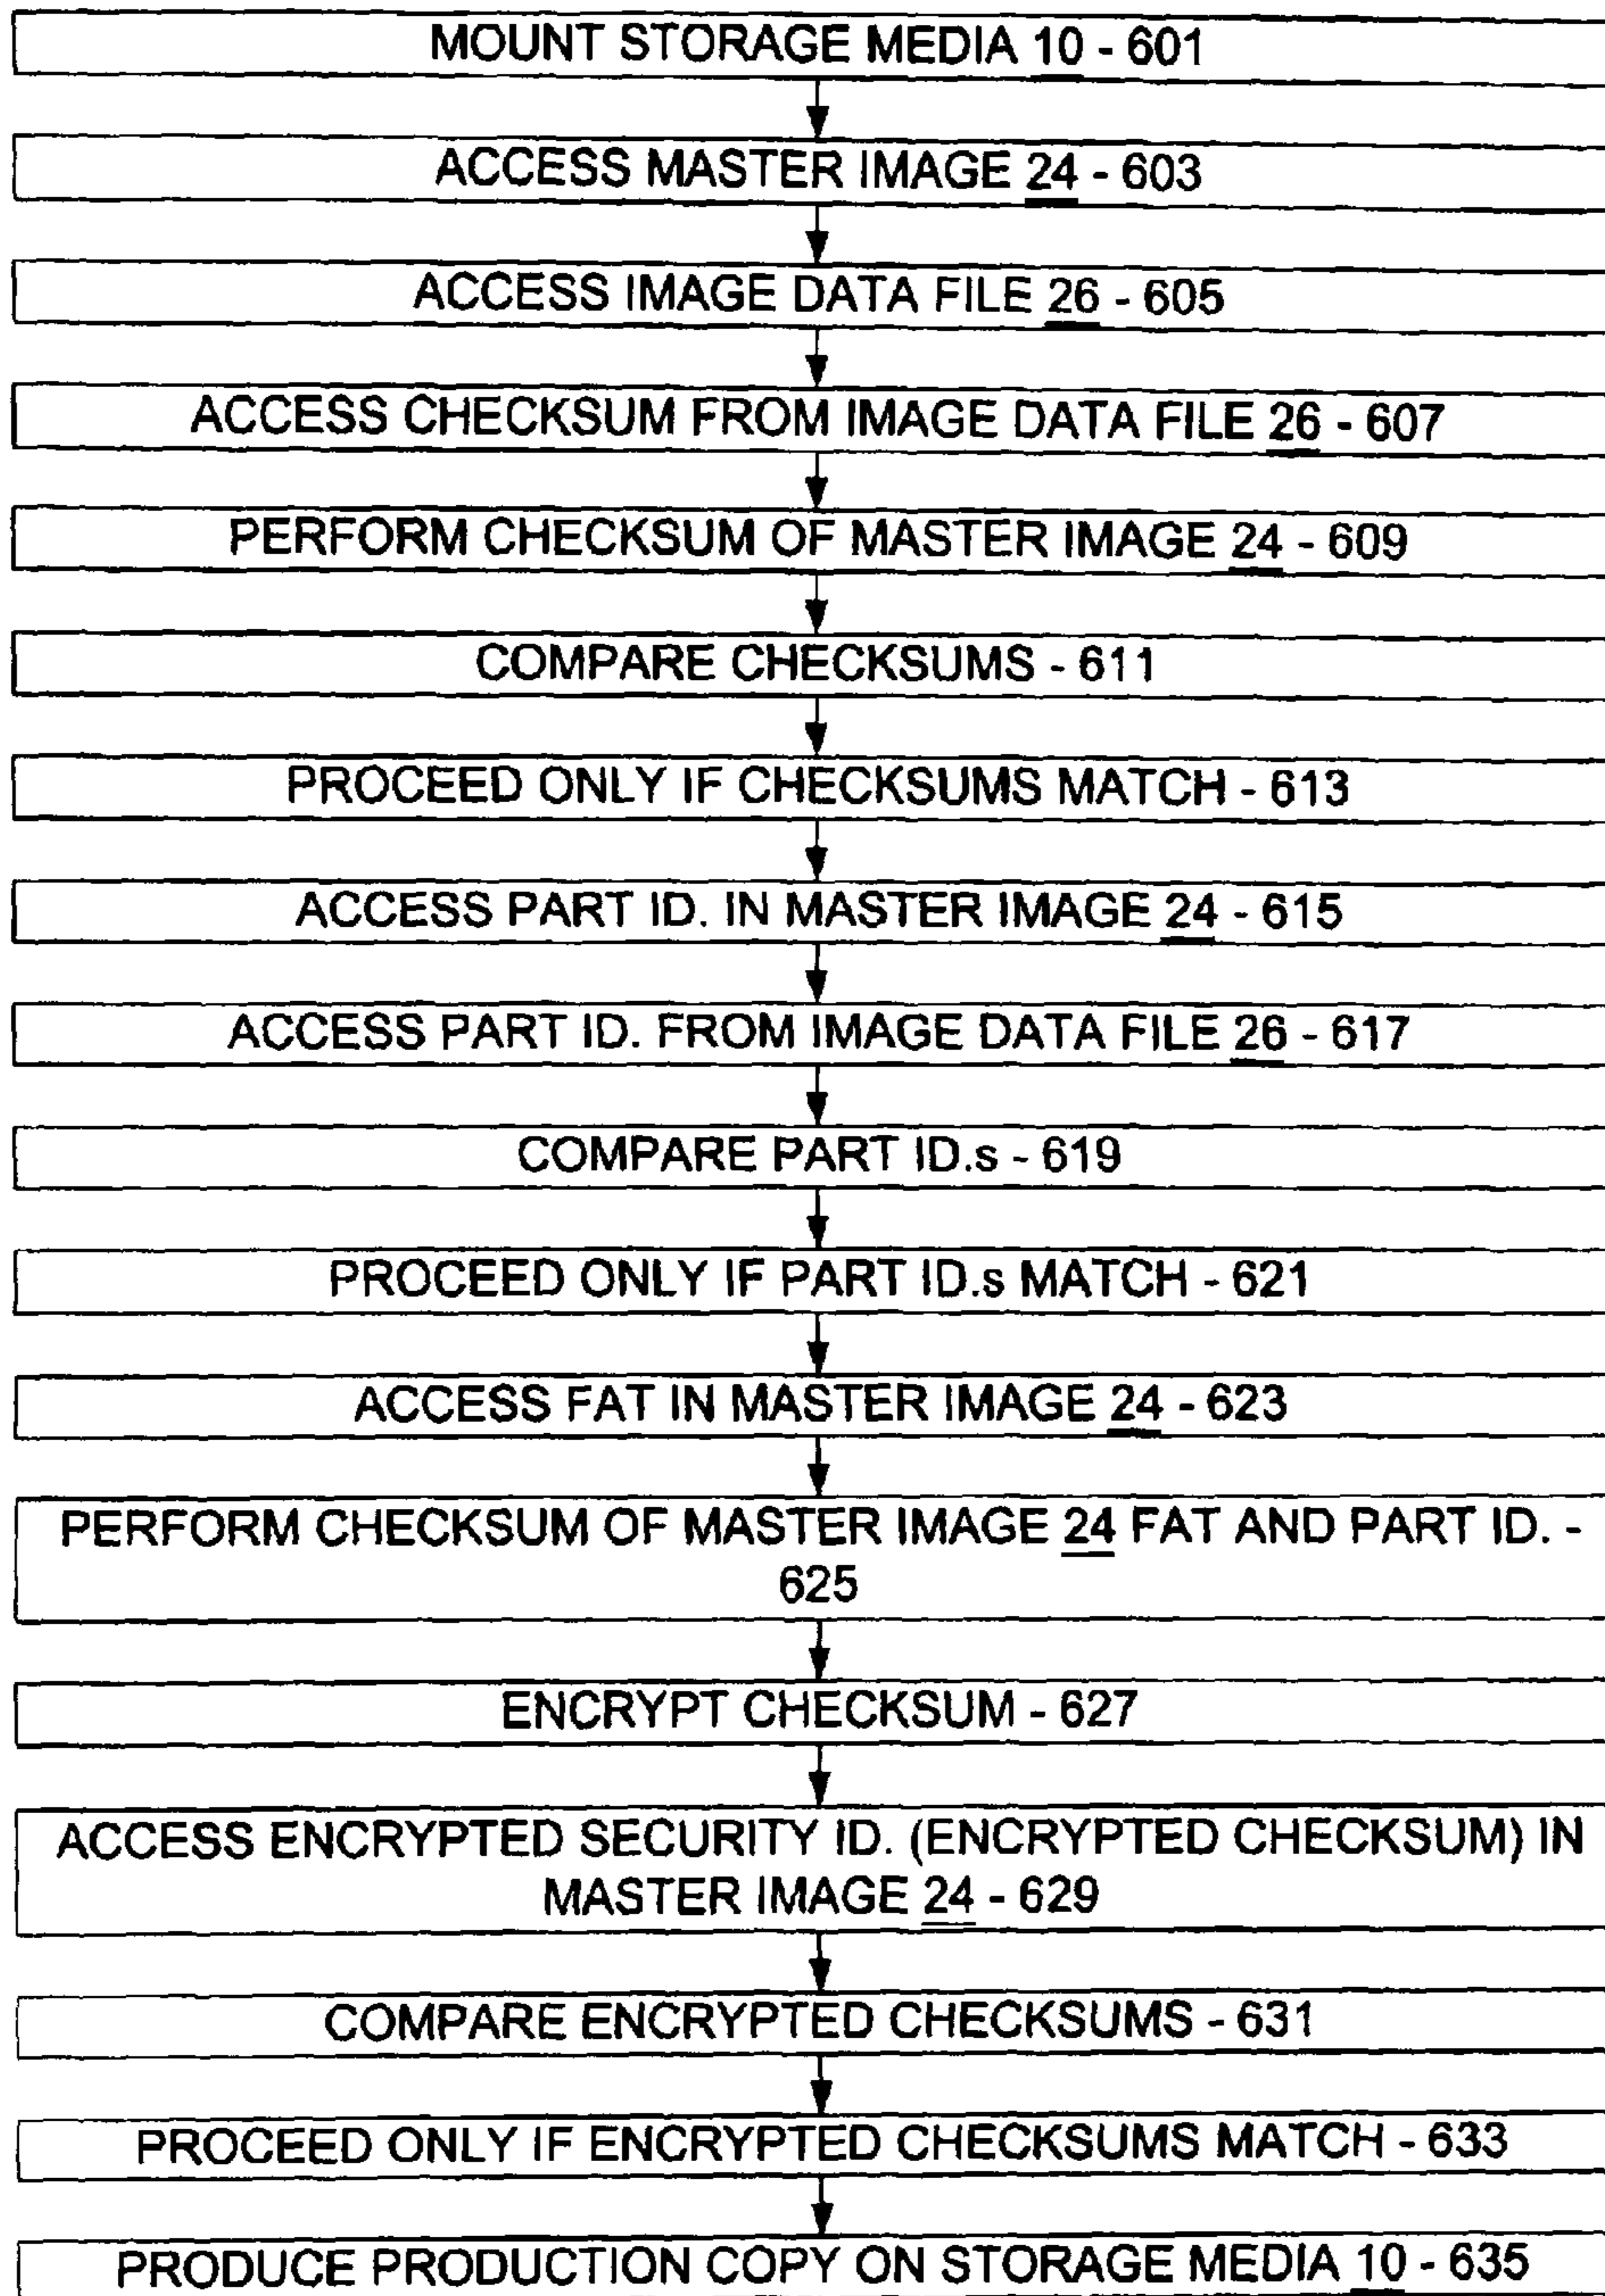 MOUNT STORAGE MEDIA 10 - 601
ACCESS MASTER IMAGE 24 - 603
ACCESS IMAGE DATA FILE 26 - 605
ACCESS CHECKSUM FROM IMAGE DATA FILE 26 - 607
PERFORM CHECKSUM OF MASTER IMAGE 24 - 609
COMPARE CHECKSUMS - 611
PROCEED ONLY IF CHECKSUMS MATCH - 613
ACCESS PART ID. IN MASTER IMAGE 24 - 615
ACCESS PART ID. FROM IMAGE DATA FILE 26 - 617
COMPARE PART ID.s - 619
PROCEED ONLY IF PART ID.s MATCH - 621
ACCESS FAT IN MASTER IMAGE 24 - 623
PERFORM CHECKSUM OF MASTER IMAGE 24 FAT AND PART ID. -
625
ENCRYPT CHECKSUM - 627
ACCESS ENCRYPTED SECURITY ID. (ENCRYPTED CHECKSUM) IN
MASTER IMAGE 24 - 629
COMPARE ENCRYPTED CHECKSUMS - 631
PROCEED ONLY IF ENCRYPTED CHECKSUMS MATCH - 633
PRODUCE PRODUCTION COPY ON STORAGE MEDIA 10 - 635